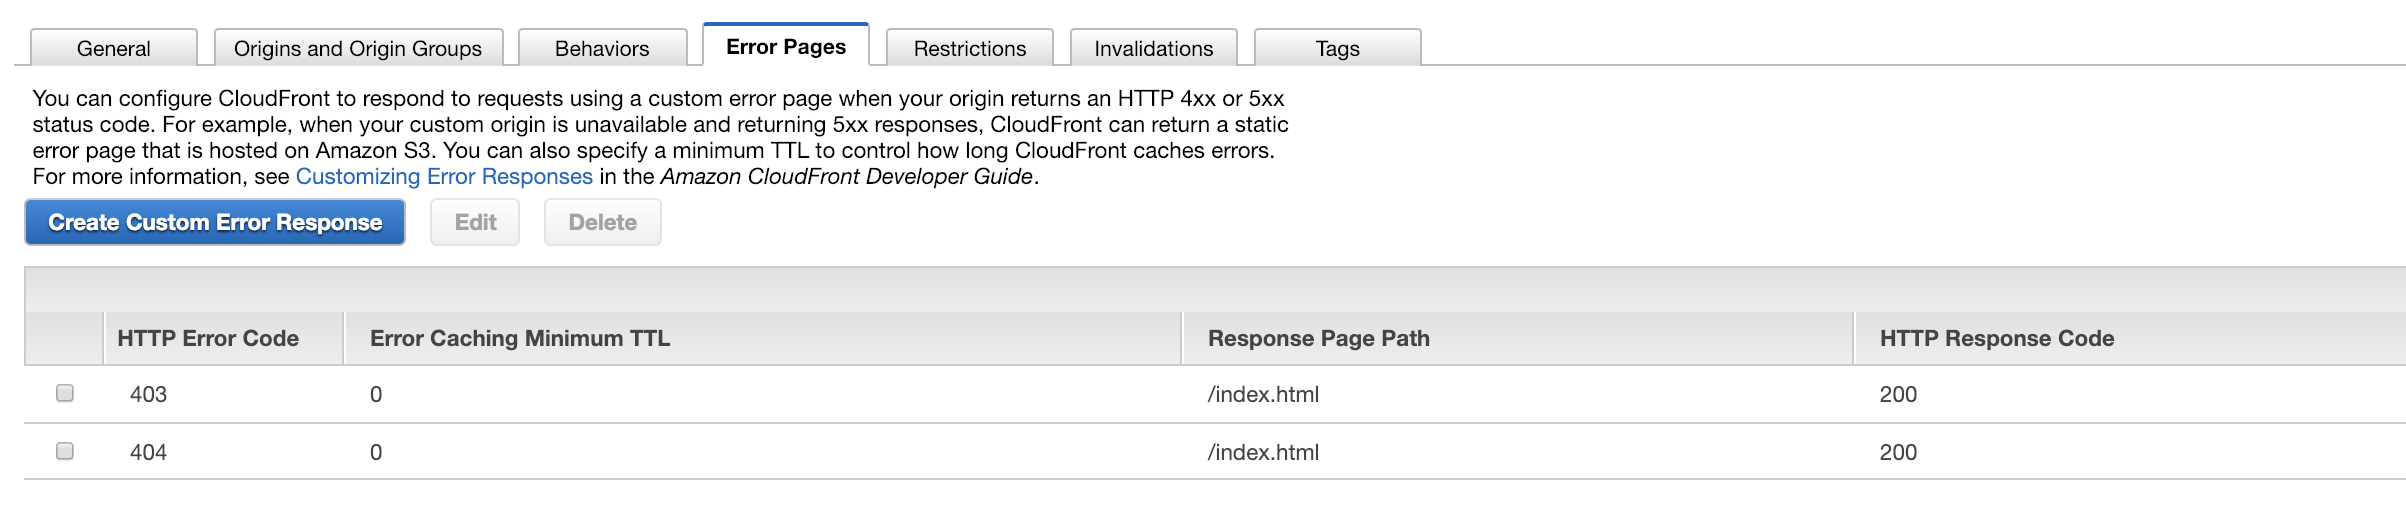 General Origins and Origin Groups Behaviors Error Pages Restrictions Invalidations Tags
You can configure CloudFront to respond to requests using a custom error page when your origin returns an HTTP 4xx or 5xx
status code. For example, when your custom origin is unavailable and returning 5xx responses, CloudFront can return a static
error page that is hosted on Amazon S3. You can also specify a minimum TTL to control how long CloudFront caches errors.
For more information, see Customizing Error Responses in the Amazon CloudFront Developer Guide.
Create Custom Error Response Edit Delete
HTTP Error Code Error Caching Minimum TTL Response Page Path HTTP Response Code
403 0 /index.html 200
404 0 /index.html 200